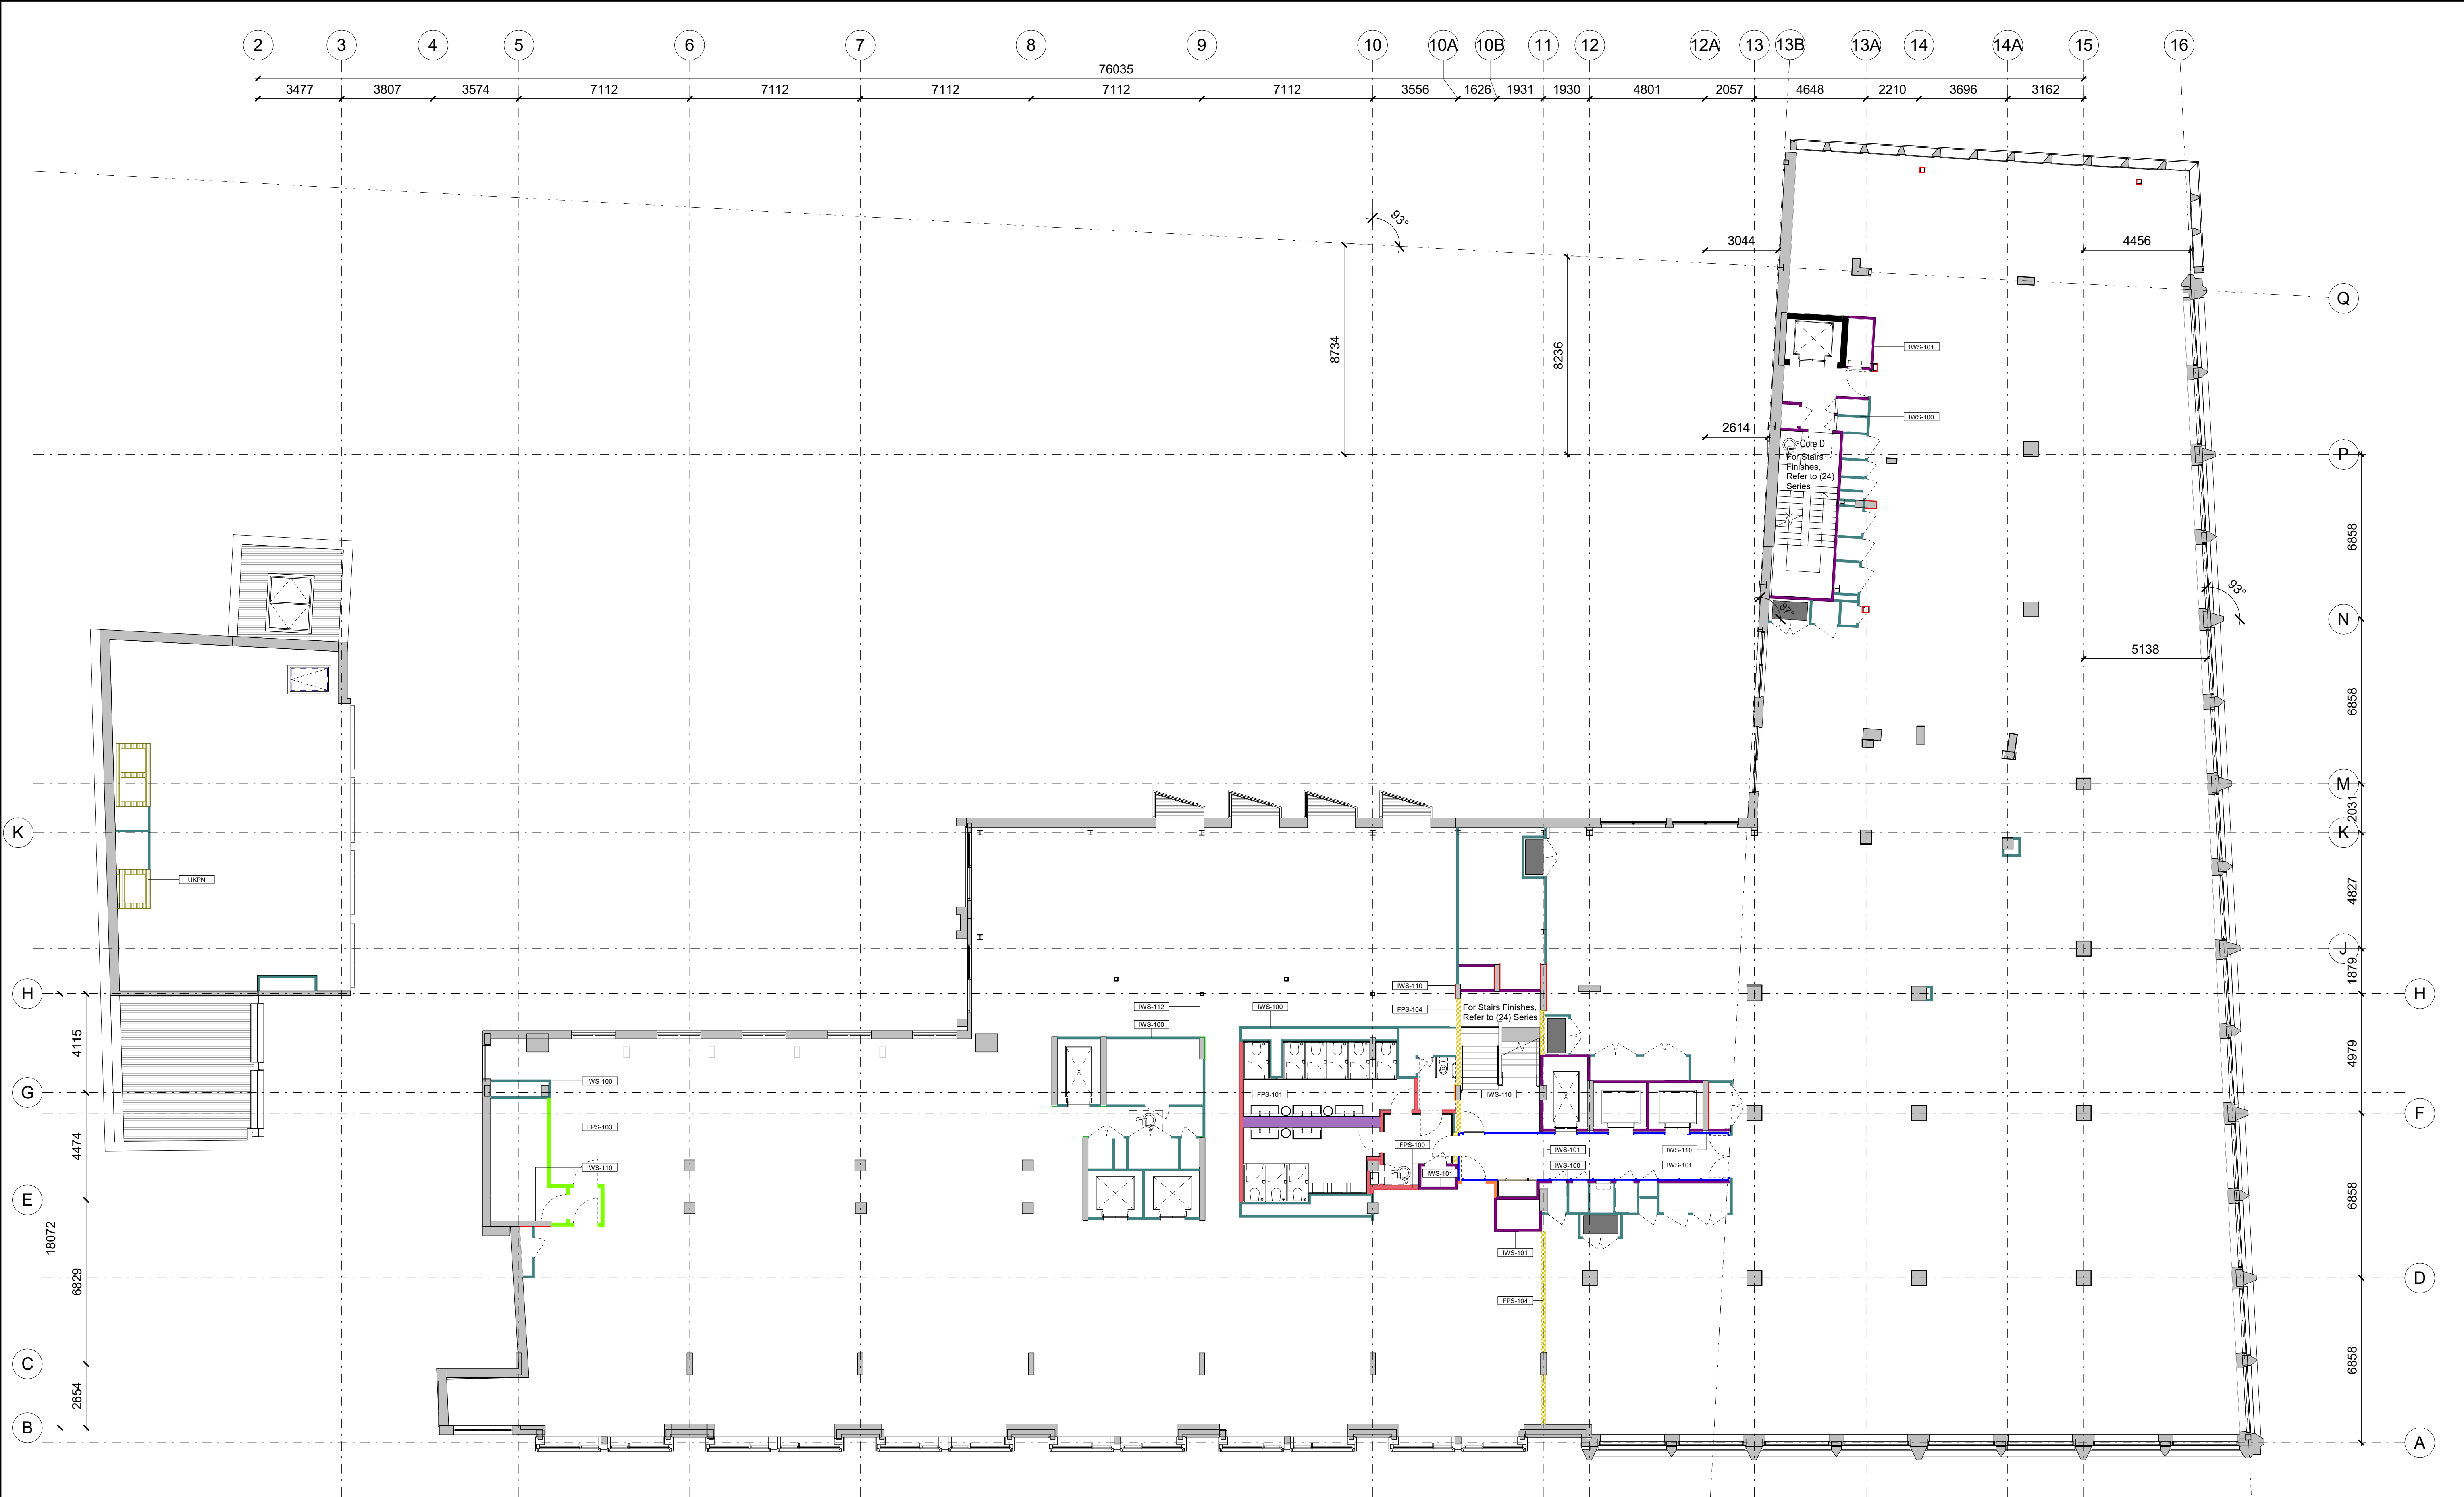 2 3 4 5 6 7 8 9 10 10A 10B 11 12 12A 13 13B 13A 14 14A 15 16
76035
3477 3807 3574 7112 7112 7112 7112 7112 3556 1626 1931 1930 4801 2057 4648 2210 3696 3162
93°
3044
4456
Q
8734
8236
IWS-101
IWS-100
2614
Core D
For Stairs
Finishes,
Refer to (24)
Series
P
6858
93°
87°
N
5138
6858
M
2031
K
K
UKPN
4827
J
1879
H
IWS-110
H
IWS-112
IWS-100
FPS-104
For Stairs Finishes,
Refer to (24) Series
IWS-100
4115
4979
IWS-100
G
FPS-101
IWS-110
F
FPS-103
4474
FPS-100
IWS-101
IWS-110
IWS-110
IWS-101
IWS-100
IWS-101
E
6858
18072
IWS-101
6829
D
FPS-104
C
6858
2654
B
A